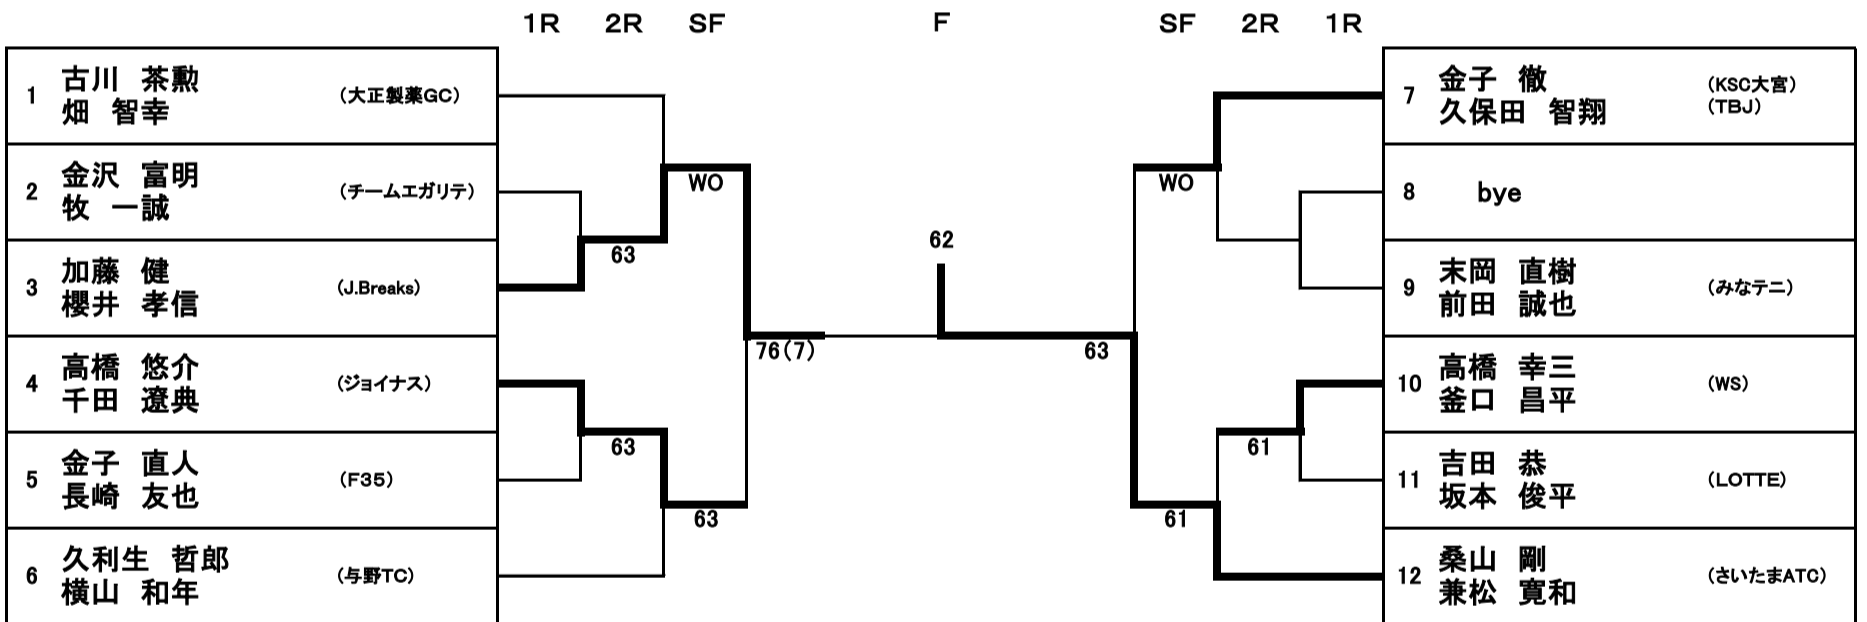 1R 2R SF F SF 2R 1R
1 古川 茶勲 (大正製薬GC)
畑 智幸
2 金沢 富明 (チームエガリテ)
牧 一誠
3 加藤 健 (J.Breaks)
櫻井 孝信
4 高橋 悠介 (ジョイナス)
千田 遼典
5 金子 直人 (F35)
長崎 友也
6 久利生 哲郎 (与野TC)
横山 和年
WO
63
63
63
76(7)
62
63
WO
61
61
7 金子 徹 (KSC大宮)
久保田 智翔 (TBJ)
8 bye
9 末岡 直樹 (みなテニ)
前田 誠也
10 高橋 幸三 (WS)
釜口 昌平
11 吉田 恭 (LOTTE)
坂本 俊平
12 桑山 剛 (さいたまATC)
兼松 寛和